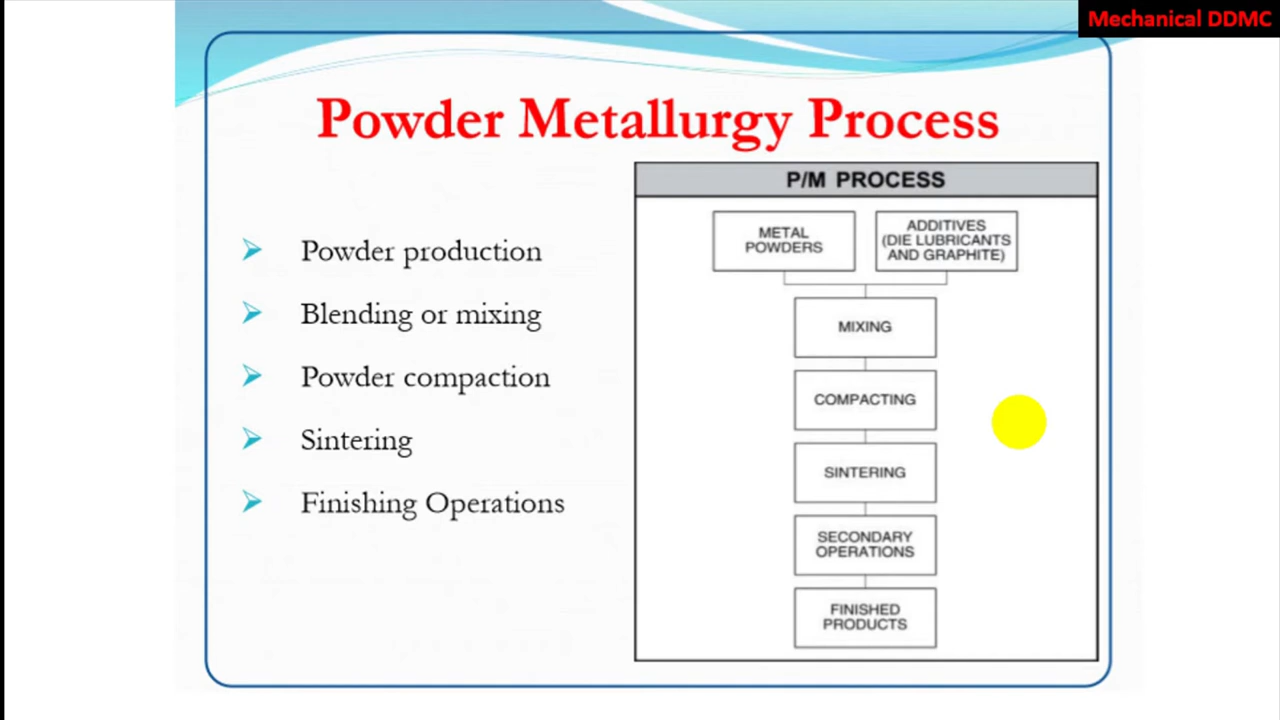 Mechanical DDMC
Powder Metallurgy Process
Powder production
Blending or mixing
Powder compaction
Sintering
Finishing Operations
P/M PROCESS
METAL
POWDERS
ADDITIVES
(DIE LUBRICANTS
AND GRAPHITE)
MIXING
COMPACTING
SINTERING
SECONDARY
OPERATIONS
FINISHED
PRODUCTS